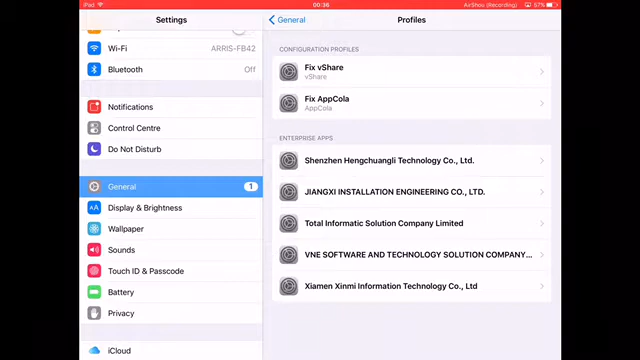 iPad
00:36
AirShou (Recording)
57%
Settings
General
Profiles
Wi-Fi
ARRIS-FB42
Bluetooth
Off
Notifications
Control Centre
Do Not Disturb
General
1
Display & Brightness
Wallpaper
Sounds
Touch ID & Passcode
Battery
Privacy
iCloud
CONFIGURATION PROFILES
Fix vShare
vShare
Fix AppCola
AppCola
ENTERPRISE APPS
Shenzhen Hengchuangli Technology Co., Ltd.
JIANGXI INSTALLATION ENGINEERING CO., LTD.
Total Informatic Solution Company Limited
VNE SOFTWARE AND TECHNOLOGY SOLUTION COMPANY...
Xiamen Xinmi Information Technology Co., Ltd